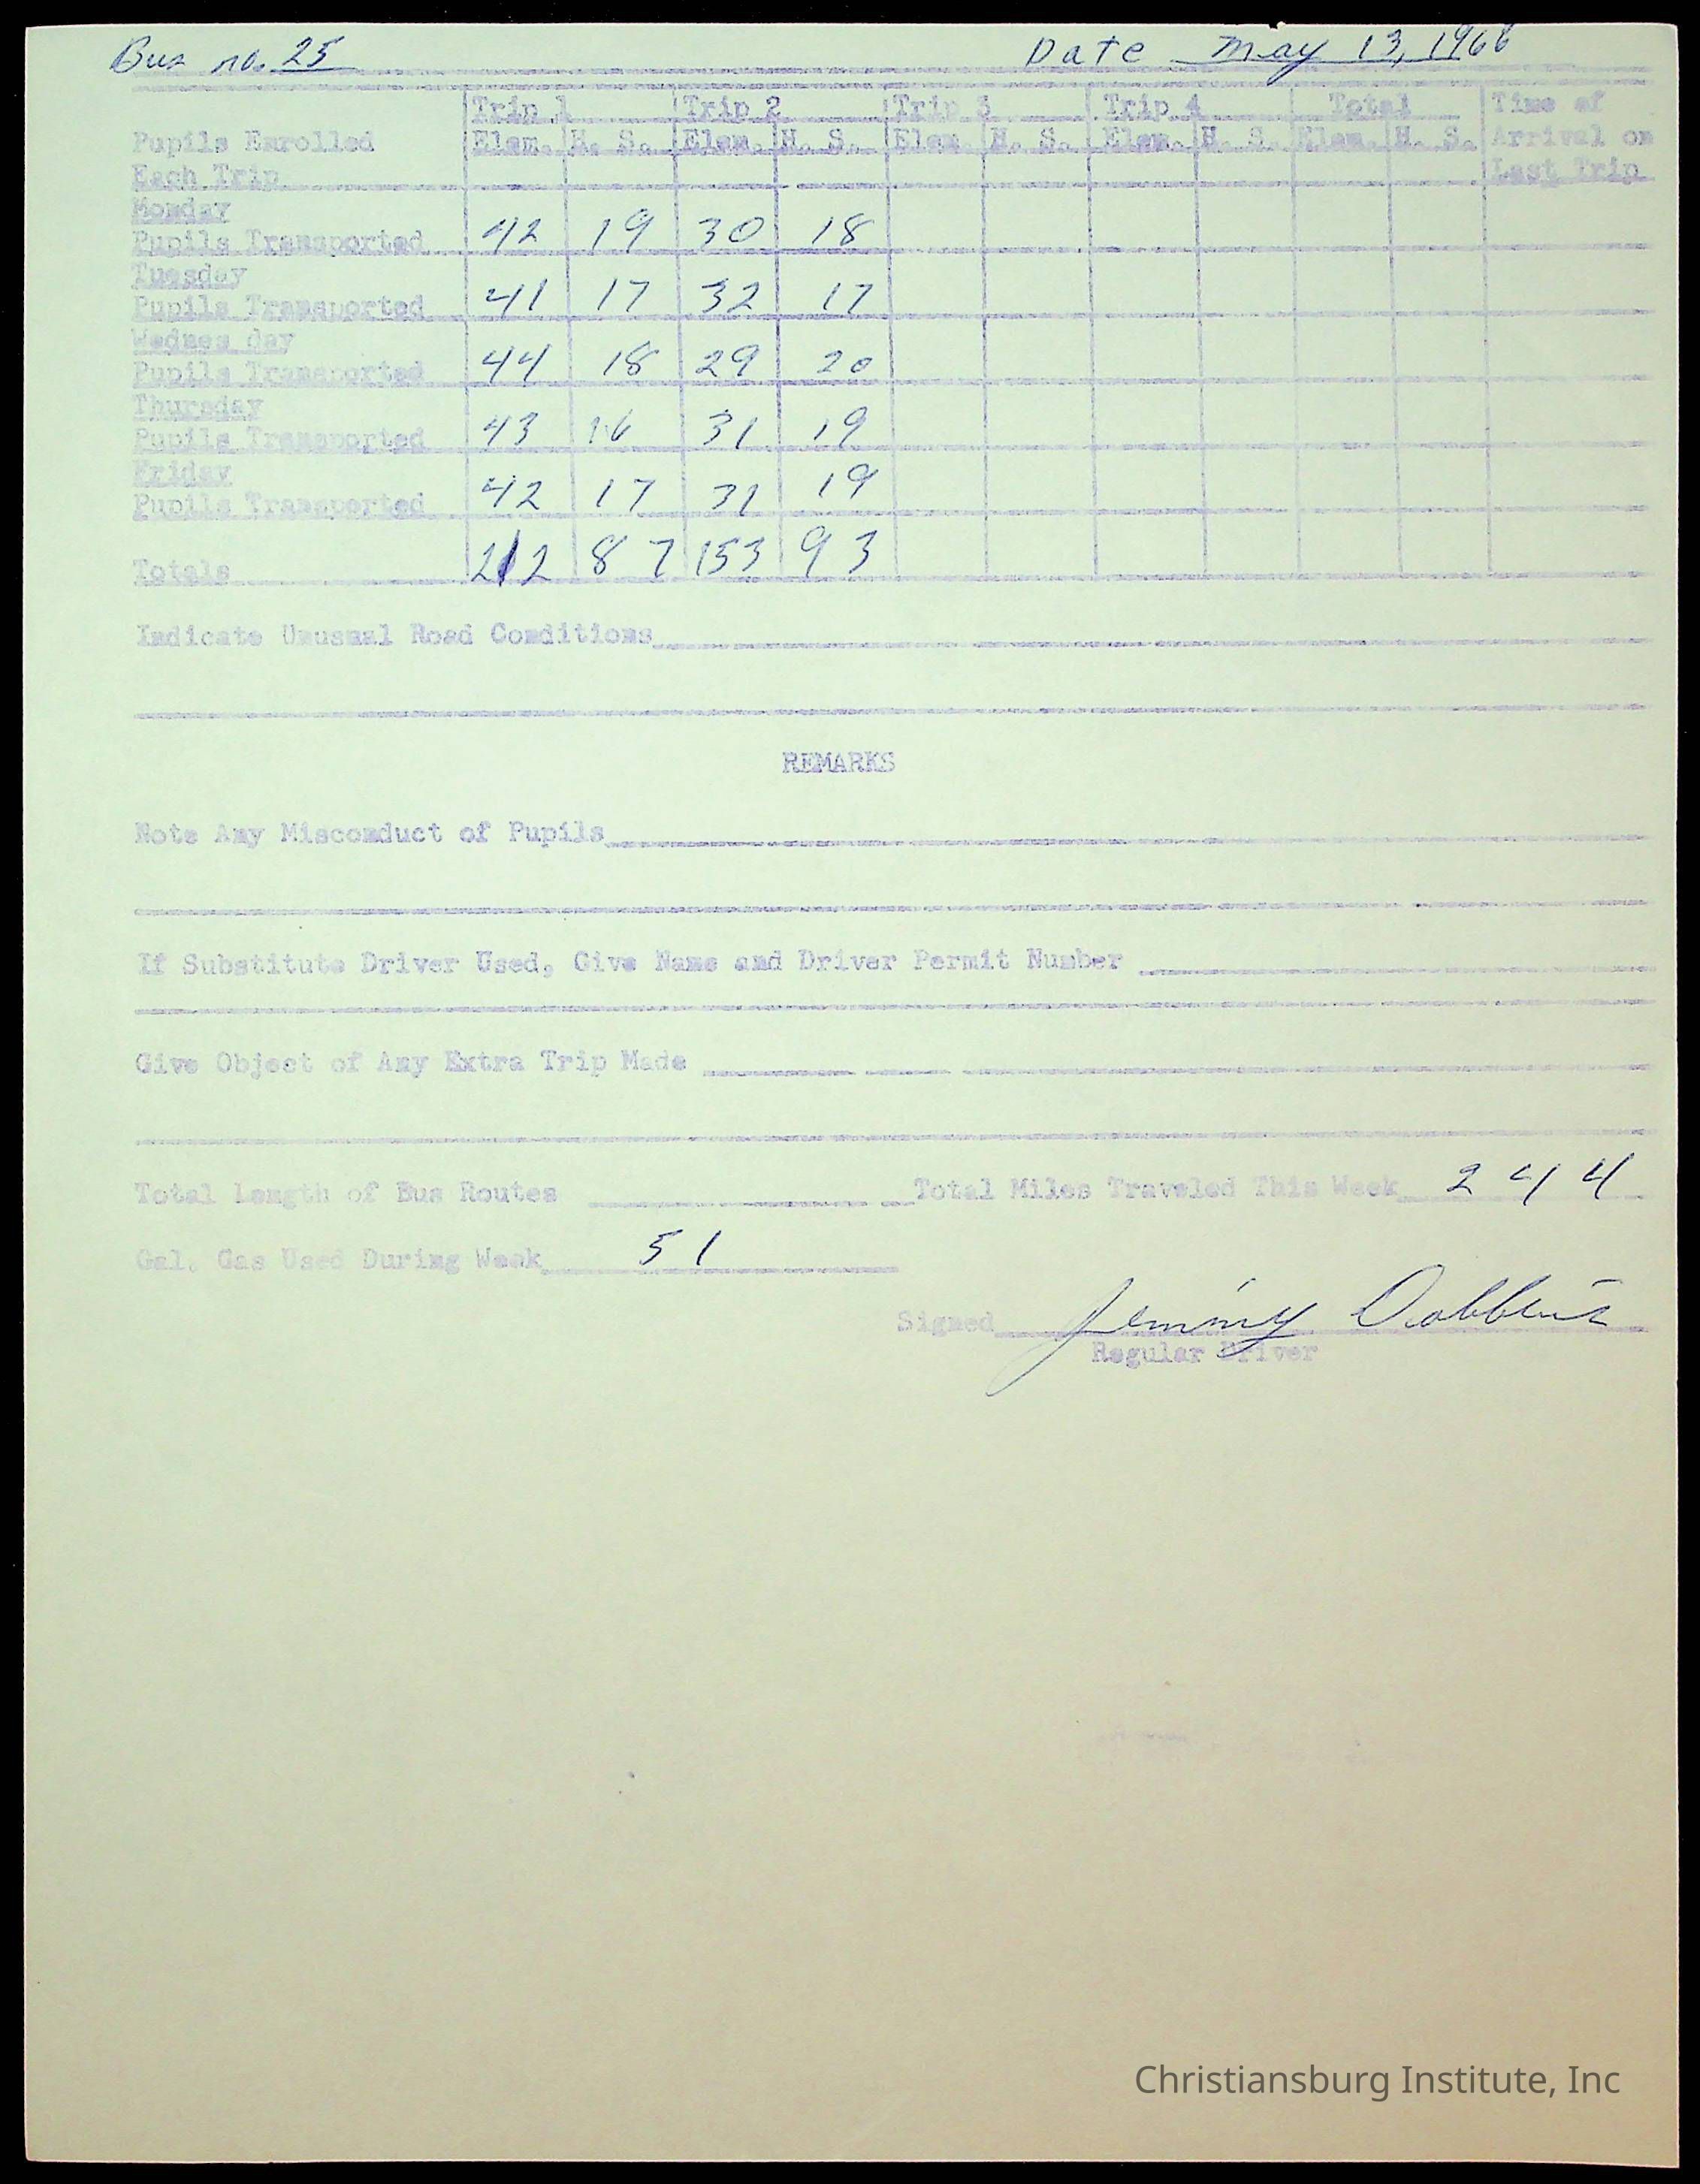 Bus no. 25 Date May 13, 1966
Trip 1 Trip 2 Trip 3 Trip 4 Total Time of
Pupils Enrolled Elem. H. S. Elem. H. S. Elem H. S. Elem. H. S. Elem. H. S. Arrival on
Each Trip Last Trip
Monday
Pupils Transported 42 19 30 18
Tuesday
Pupils Transported 41 17 32 17
Wednes day
Pupils Transported 44 18 29 20
Thursday
Pupils Transported 43 16 31 19
Friday
Pupils Transported 42 17 31 19
Totals 212 87 153 93
Indicate Unusual Road Conditions
REMARKS
Note Any Misconduct of Pupils
If Substitute Driver Used, Give Name and Driver Permit Number
Give Object of Any Extra Trip Made
Total Length of Bus Routes Total Miles Traveled This Week 244
Gal. Gas Used During Week 51
Signed Jimmy Dobbins
Regular Driver
Christiansburg Institute, Inc